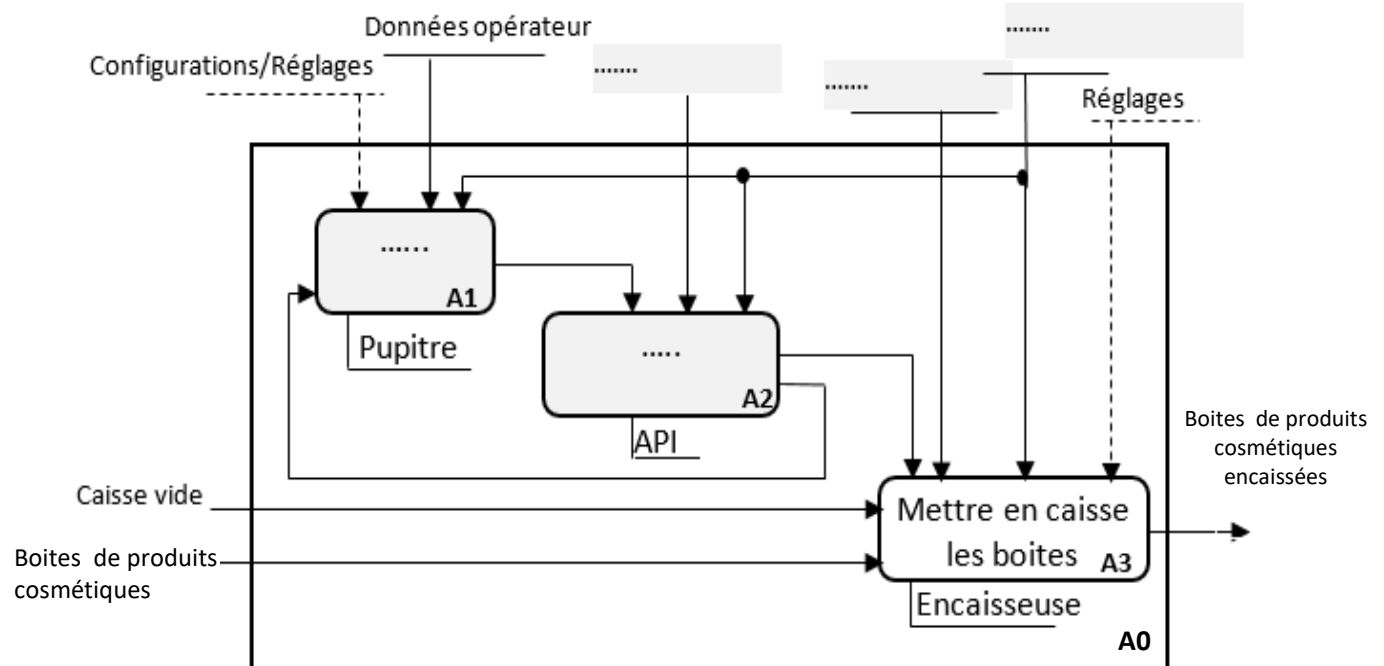 Données opérateur
.......
Configurations/Réglages
.......
.......
Réglages
......
A1
Pupitre
.....
A2
API
Boites de produits
cosmétiques
encaissées
Caisse vide
Mettre en caisse
les boites A3
Boites de produits
cosmétiques
Encaisseuse
A0